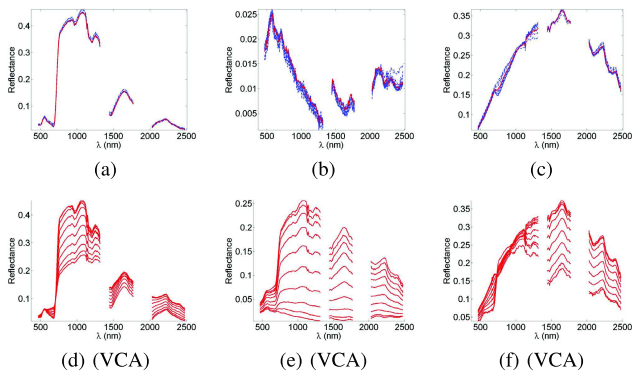 Reflectance
0.4
0.3
0.2
0.1
500 1000 1500 2000 2500
λ (nm)
(a)
Reflectance
0.025
0.02
0.015
0.01
0.005
500 1000 1500 2000 2500
λ (nm)
(b)
Reflectance
0.35
0.3
0.25
0.2
0.15
0.1
500 1000 1500 2000 2500
λ (nm)
(c)
Reflectance
0.4
0.3
0.2
0.1
500 1000 1500 2000 2500
λ (nm)
(d) (VCA)
Reflectance
0.25
0.2
0.15
0.1
0.05
500 1000 1500 2000 2500
λ (nm)
(e) (VCA)
Reflectance
0.35
0.3
0.25
0.2
0.15
0.1
0.05
500 1000 1500 2000 2500
λ (nm)
(f) (VCA)